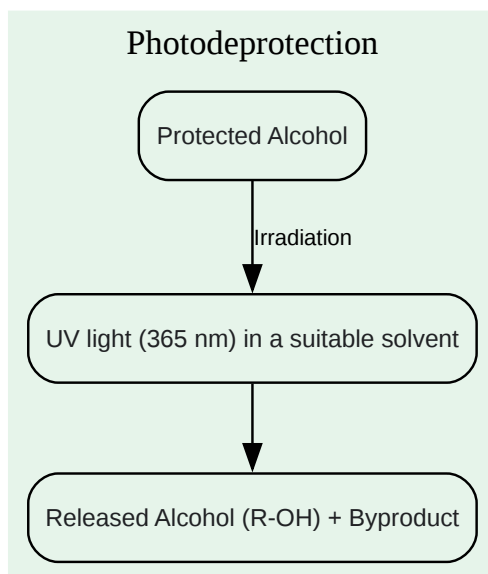 Photodeprotection
Protected Alcohol
Irradiation
UV light (365 nm) in a suitable solvent
Released Alcohol (R-OH) + Byproduct